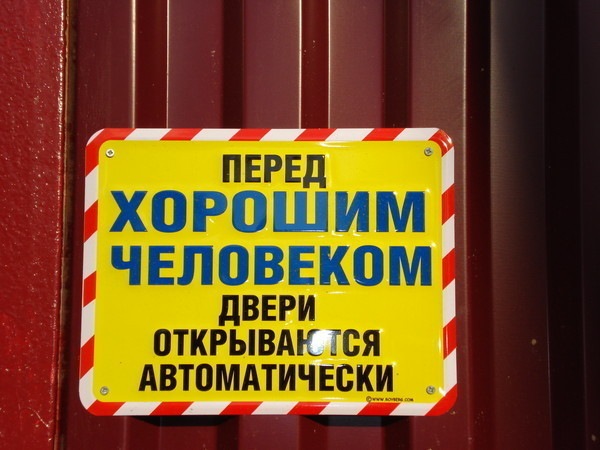 ПЕРЕД
ХОРОШИМ
ЧЕЛОВЕКОМ
ДВЕРИ
ОТКРЫВАЮТСЯ
АВТОМАТИЧЕСКИ